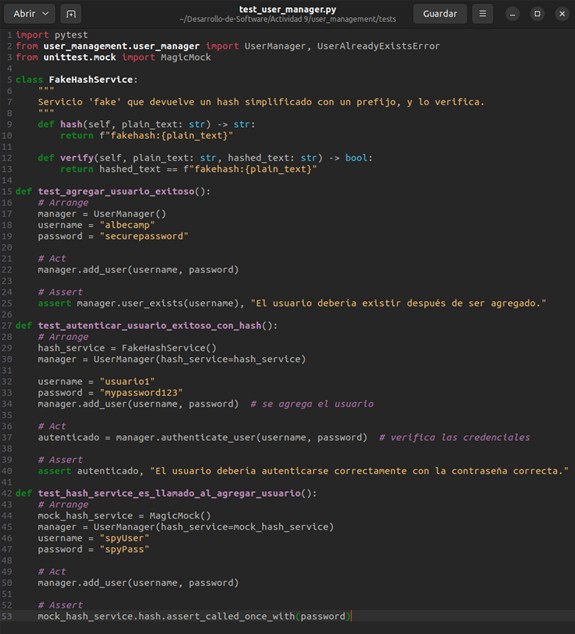 Abrir
test_user_manager.py
~/Desarrollo-de-Software/Actividad 9/user_management/tests
Guardar
1 import pytest
2 from user_management.user_manager import UserManager, UserAlreadyExistsError
3 from unittest.mock import MagicMock
4
5 class FakeHashService:
6     """
7     Servicio 'fake' que devuelve un hash simplificado con un prefijo, y lo verifica.
8     """
9     def hash(self, plain_text: str) -> str:
10         return f"fakehash:{plain_text}"
11
12     def verify(self, plain_text: str, hashed_text: str) -> bool:
13         return hashed_text == f"fakehash:{plain_text}"
14
15 def test_agregar_usuario_exitoso():
16     # Arrange
17     manager = UserManager()
18     username = "albecamp"
19     password = "securepassword"
20
21     # Act
22     manager.add_user(username, password)
23
24     # Assert
25     assert manager.user_exists(username), "El usuario debería existir después de ser agregado."
26
27 def test_autenticar_usuario_exitoso_con_hash():
28     # Arrange
29     hash_service = FakeHashService()
30     manager = UserManager(hash_service=hash_service)
31
32     username = "usuario1"
33     password = "mypassword123"
34     manager.add_user(username, password)  # se agrega el usuario
35
36     # Act
37     autenticado = manager.authenticate_user(username, password)  # verifica las credenciales
38
39     # Assert
40     assert autenticado, "El usuario debería autenticarse correctamente con la contraseña correcta."
41
42 def test_hash_service_es_llamado_al_agregar_usuario():
43     # Arrange
44     mock_hash_service = MagicMock()
45     manager = UserManager(hash_service=mock_hash_service)
46     username = "spyUser"
47     password = "spyPass"
48
49     # Act
50     manager.add_user(username, password)
51
52     # Assert
53     mock_hash_service.hash.assert_called_once_with(password)